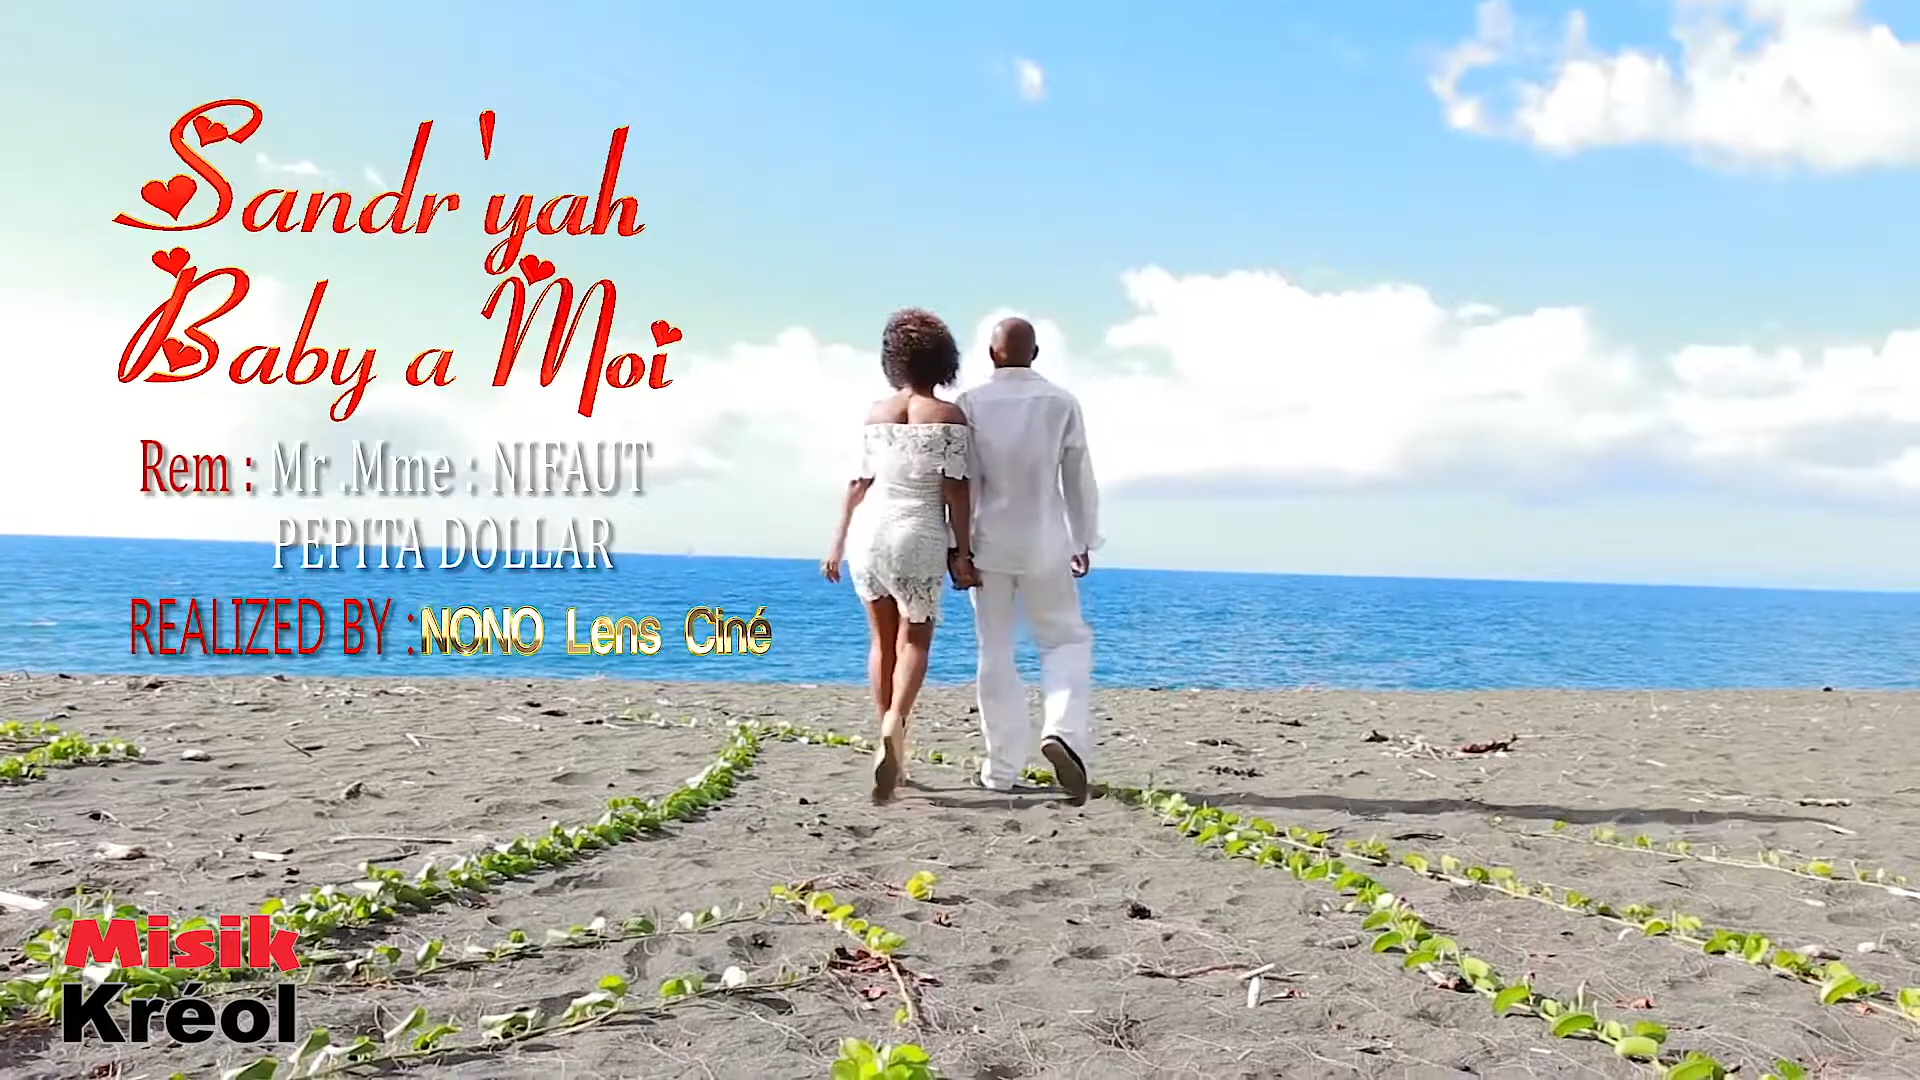 Sandr'yah
Baby a Moi
Rem : Mr .Mme : NIFAUT
PEPITA DOLLAR
REALIZED BY : NONO Lens Ciné
Misik
Kréol